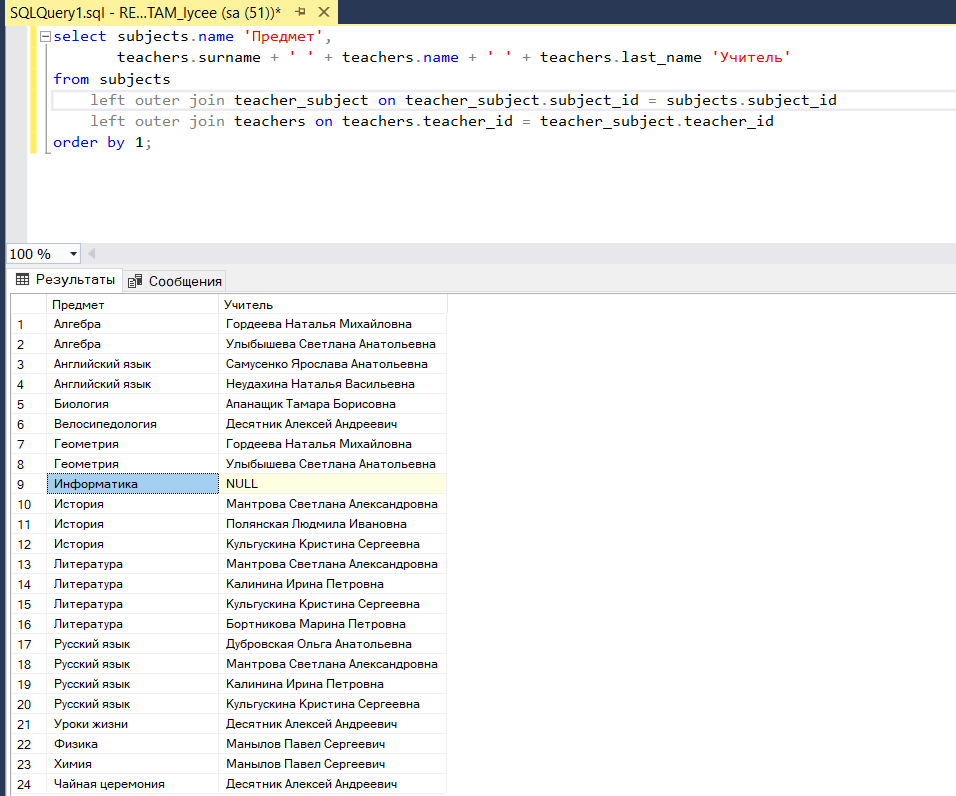 SQLQuery1.sql - RE...TAM_lycee (sa (51))*
select subjects.name 'Предмет',
teachers.surname + ' ' + teachers.name + ' ' + teachers.last_name 'Учитель'
from subjects
left outer join teacher_subject on teacher_subject.subject_id = subjects.subject_id
left outer join teachers on teachers.teacher_id = teacher_subject.teacher_id
order by 1;
100 %
Результаты Сообщения
Предмет Учитель
1 Алгебра Гордеева Наталья Михайловна
2 Алгебра Улыбышева Светлана Анатольевна
3 Английский язык Самусенко Ярослава Анатольевна
4 Английский язык Неудахина Наталья Васильевна
5 Биология Апанащик Тамара Борисовна
6 Велосипедология Десятник Алексей Андреевич
7 Геометрия Гордеева Наталья Михайловна
8 Геометрия Улыбышева Светлана Анатольевна
9 Информатика NULL
10 История Мантрова Светлана Александровна
11 История Полянская Людмила Ивановна
12 История Кульгускина Кристина Сергеевна
13 Литература Мантрова Светлана Александровна
14 Литература Калинина Ирина Петровна
15 Литература Кульгускина Кристина Сергеевна
16 Литература Бортникова Марина Петровна
17 Русский язык Дубровская Ольга Анатольевна
18 Русский язык Мантрова Светлана Александровна
19 Русский язык Калинина Ирина Петровна
20 Русский язык Кульгускина Кристина Сергеевна
21 Уроки жизни Десятник Алексей Андреевич
22 Физика Манылов Павел Сергеевич
23 Химия Манылов Павел Сергеевич
24 Чайная церемония Десятник Алексей Андреевич